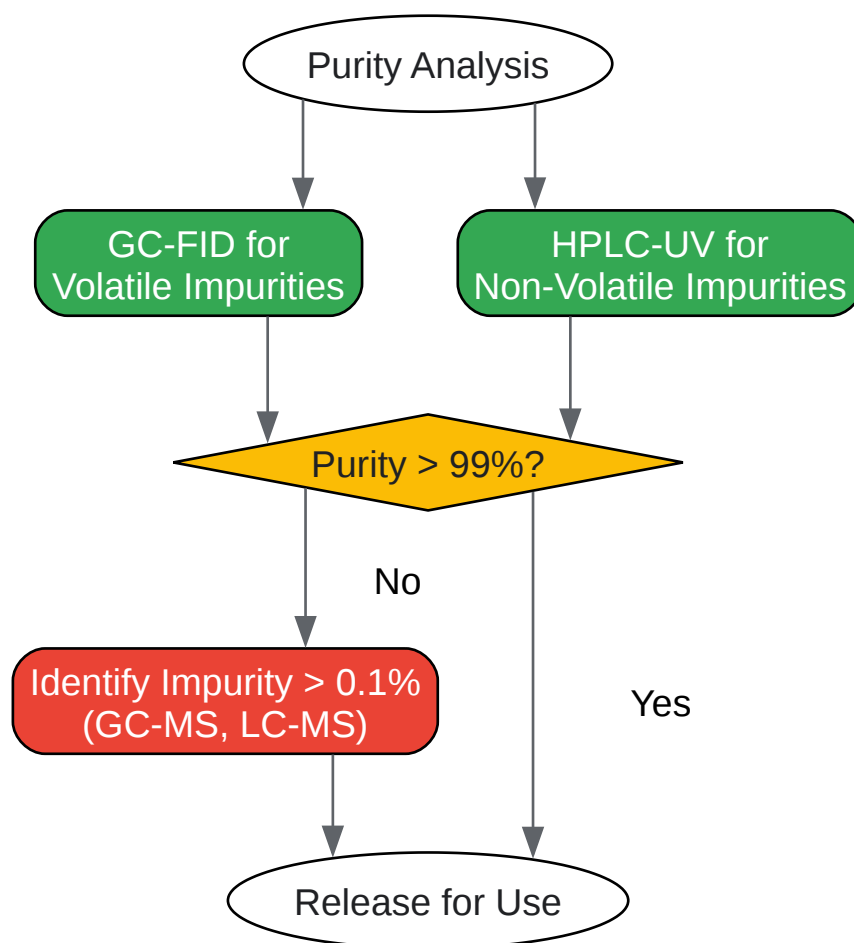 Purity Analysis
GC-FID for
Volatile Impurities
HPLC-UV for
Non-Volatile Impurities
Purity > 99%?
No
Identify Impurity > 0.1%
(GC-MS, LC-MS)
Yes
Release for Use